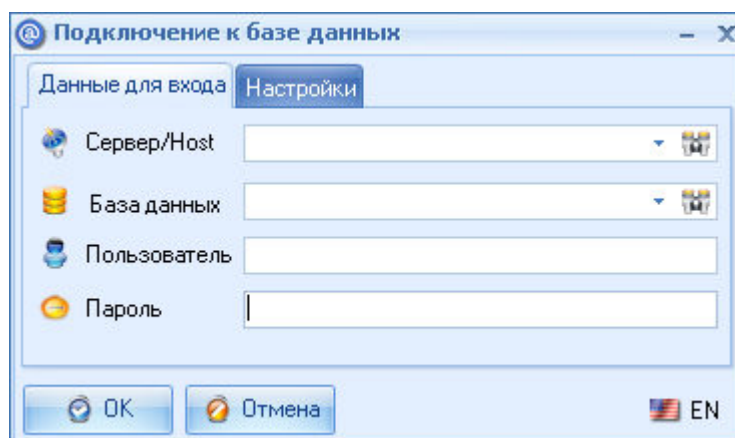 Подключение к базе данных
Данные для входа Настройки
Сервер/Host
База данных
Пользователь
Пароль
OK Отмена EN